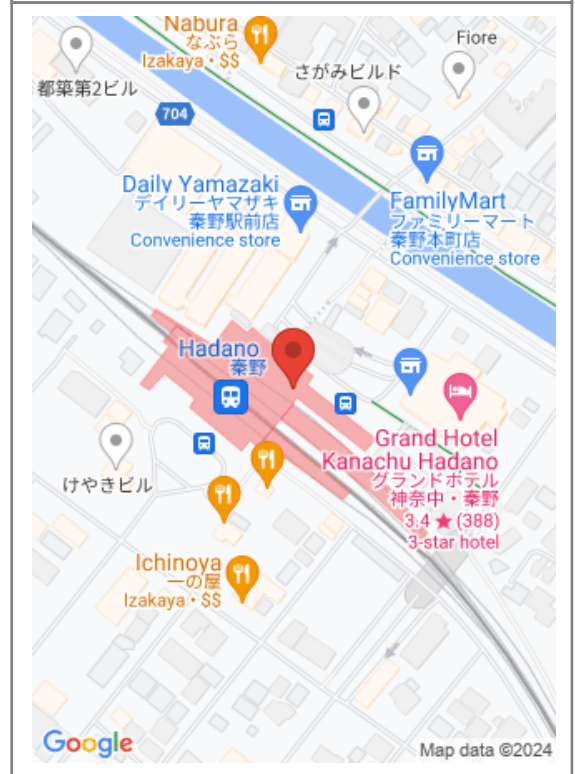 Nabura
なぶら
Izakaya・$$
Fiore
さがみビルド
都築第2ビル
704
Daily Yamazaki
デイリーヤマザキ
秦野駅前店
Convenience store
FamilyMart
ファミリーマート
秦野本町店
Convenience store
Hadano
秦野
Grand Hotel
Kanachu Hadano
グランドホテル
神奈中・秦野
3.4 ★ (388)
3-star hotel
けやきビル
Ichinoya
一の屋
Izakaya・$$
Google
Map data ©2024